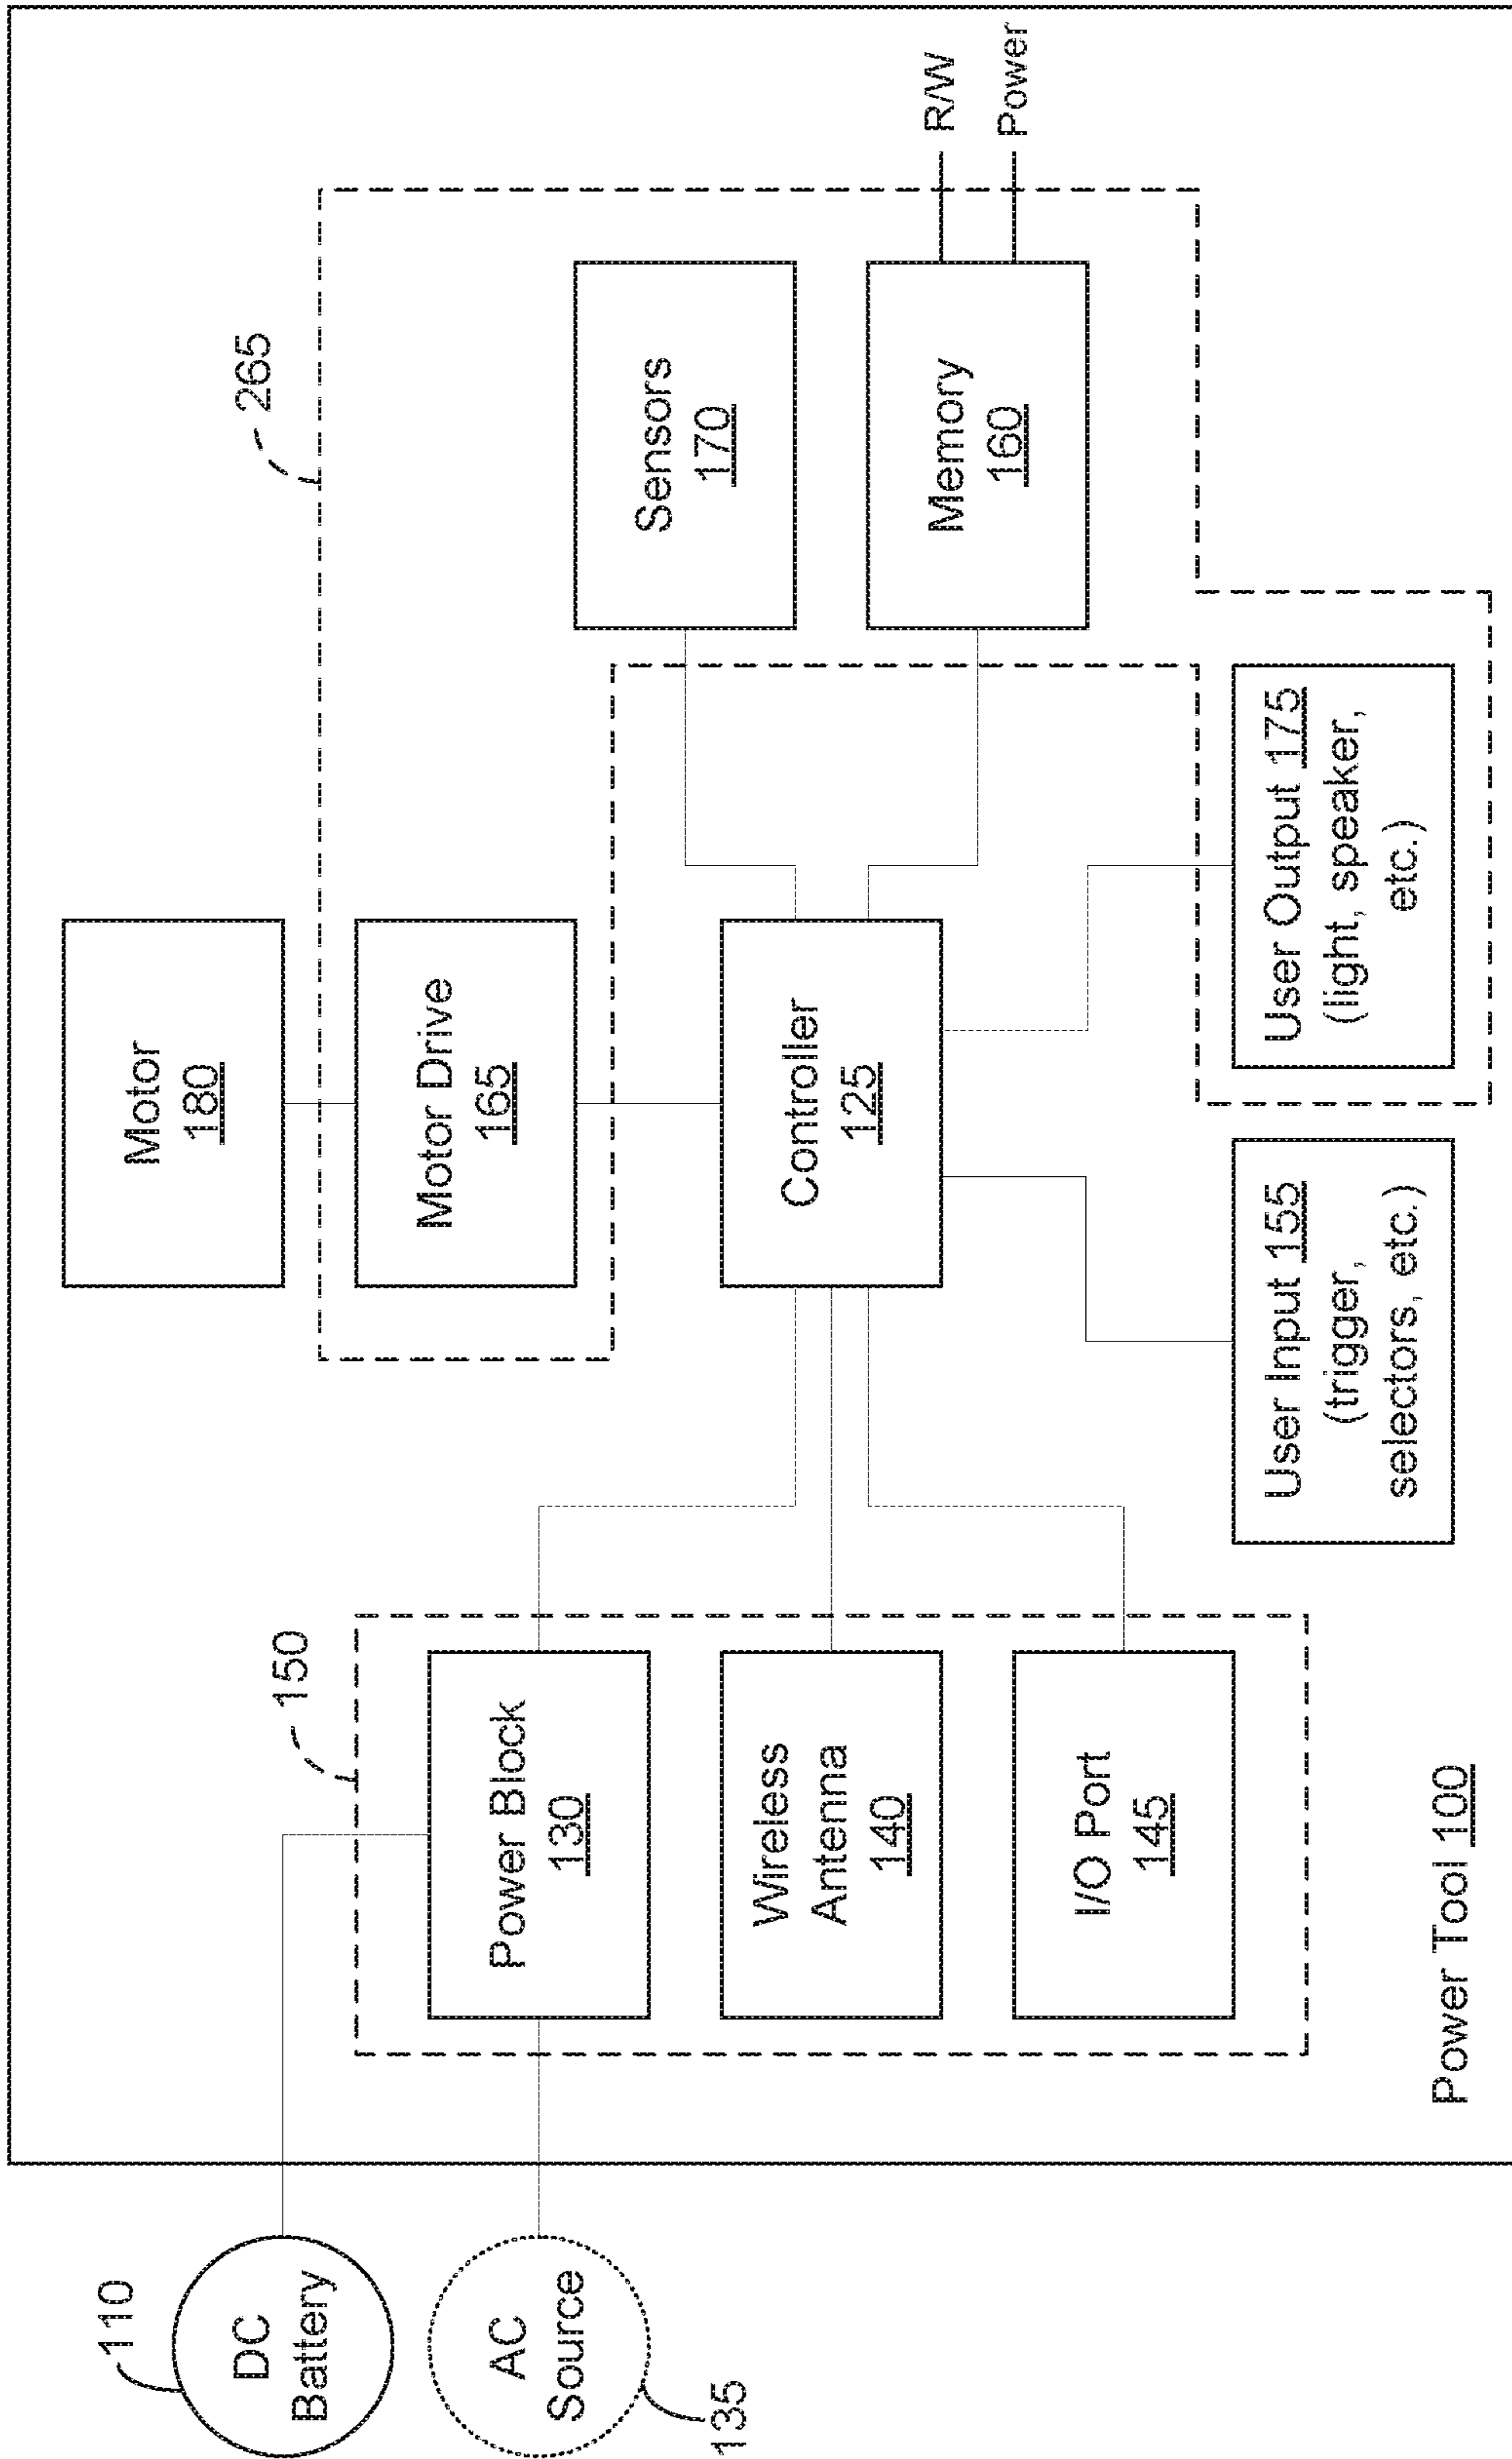 110
DC
Battery
AC
Source
135
150
Power Block
130
Wireless
Antenna
140
I/O Port
145
Power Tool 100
Motor
180
Motor Drive
165
Controller
125
User Input 155
(trigger,
selectors, etc.)
265
Sensors
170
Memory
160
User Output 175
(light, speaker,
etc.)
R/W
Power